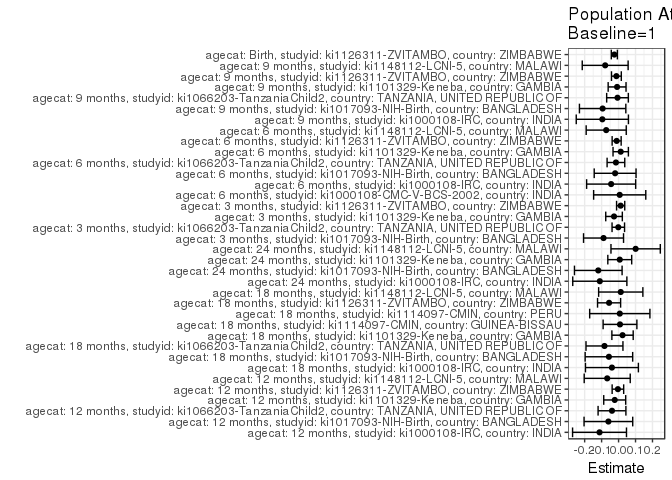 Population At
Baseline=1
agecat: Birth, studyid: ki1126311-ZVITAMBO, country: ZIMBABWE
agecat: 9 months, studyid: ki1148112-LCNI-5, country: MALAWI
agecat: 9 months, studyid: ki1126311-ZVITAMBO, country: ZIMBABWE
agecat: 9 months, studyid: ki1101329-Keneba, country: GAMBIA
agecat: 9 months, studyid: ki1066203-TanzaniaChild2, country: TANZANIA, UNITED REPUBLIC OF
agecat: 9 months, studyid: ki1017093-NIH-Birth, country: BANGLADESH
agecat: 9 months, studyid: ki1000108-IRC, country: INDIA
agecat: 6 months, studyid: ki1148112-LCNI-5, country: MALAWI
agecat: 6 months, studyid: ki1126311-ZVITAMBO, country: ZIMBABWE
agecat: 6 months, studyid: ki1101329-Keneba, country: GAMBIA
agecat: 6 months, studyid: ki1066203-TanzaniaChild2, country: TANZANIA, UNITED REPUBLIC OF
agecat: 6 months, studyid: ki1017093-NIH-Birth, country: BANGLADESH
agecat: 6 months, studyid: ki1000108-IRC, country: INDIA
agecat: 6 months, studyid: ki1000108-CMC-V-BCS-2002, country: INDIA
agecat: 3 months, studyid: ki1126311-ZVITAMBO, country: ZIMBABWE
agecat: 3 months, studyid: ki1101329-Keneba, country: GAMBIA
agecat: 3 months, studyid: ki1066203-TanzaniaChild2, country: TANZANIA, UNITED REPUBLIC OF
agecat: 3 months, studyid: ki1017093-NIH-Birth, country: BANGLADESH
agecat: 24 months, studyid: ki1148112-LCNI-5, country: MALAWI
agecat: 24 months, studyid: ki1101329-Keneba, country: GAMBIA
agecat: 24 months, studyid: ki1017093-NIH-Birth, country: BANGLADESH
agecat: 24 months, studyid: ki1000108-IRC, country: INDIA
agecat: 18 months, studyid: ki1148112-LCNI-5, country: MALAWI
agecat: 18 months, studyid: ki1126311-ZVITAMBO, country: ZIMBABWE
agecat: 18 months, studyid: ki1114097-CMIN, country: PERU
agecat: 18 months, studyid: ki1114097-CMIN, country: GUINEA-BISSAU
agecat: 18 months, studyid: ki1101329-Keneba, country: GAMBIA
agecat: 18 months, studyid: ki1066203-TanzaniaChild2, country: TANZANIA, UNITED REPUBLIC OF
agecat: 18 months, studyid: ki1017093-NIH-Birth, country: BANGLADESH
agecat: 18 months, studyid: ki1000108-IRC, country: INDIA
agecat: 12 months, studyid: ki1148112-LCNI-5, country: MALAWI
agecat: 12 months, studyid: ki1126311-ZVITAMBO, country: ZIMBABWE
agecat: 12 months, studyid: ki1101329-Keneba, country: GAMBIA
agecat: 12 months, studyid: ki1066203-TanzaniaChild2, country: TANZANIA, UNITED REPUBLIC OF
agecat: 12 months, studyid: ki1017093-NIH-Birth, country: BANGLADESH
agecat: 12 months, studyid: ki1000108-IRC, country: INDIA
-0.2-0.10.00.10.2
Estimate